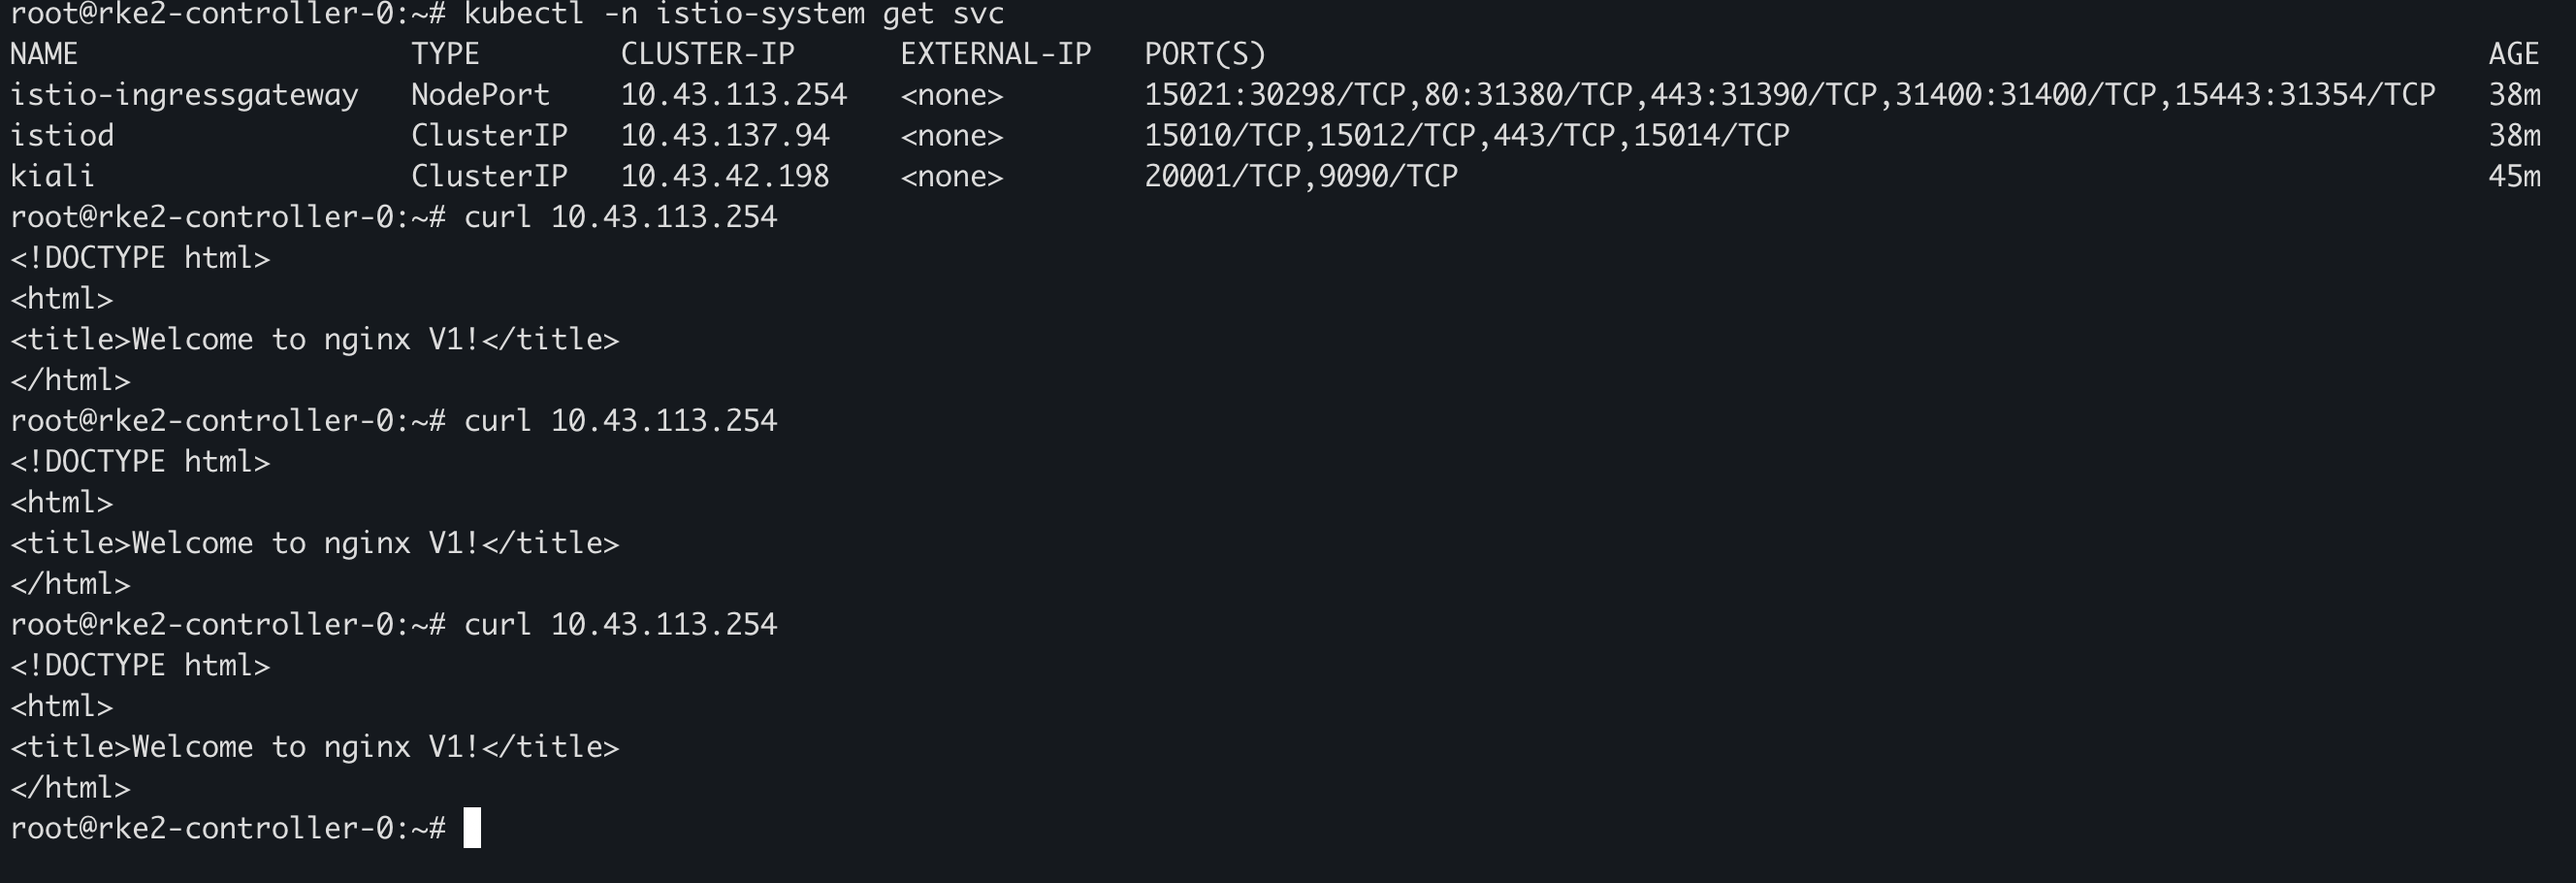 root@rke2-controller-0:~# kubectl -n istio-system get svc
NAME                   TYPE        CLUSTER-IP      EXTERNAL-IP   PORT(S)                                                                      AGE
istio-ingressgateway   NodePort    10.43.113.254   <none>        15021:30298/TCP,80:31380/TCP,443:31390/TCP,31400:31400/TCP,15443:31354/TCP   38m
istiod                 ClusterIP   10.43.137.94    <none>        15010/TCP,15012/TCP,443/TCP,15014/TCP                                        38m
kiali                  ClusterIP   10.43.42.198    <none>        20001/TCP,9090/TCP                                                           45m
root@rke2-controller-0:~# curl 10.43.113.254
<!DOCTYPE html>
<html>
<title>Welcome to nginx V1!</title>
</html>
root@rke2-controller-0:~# curl 10.43.113.254
<!DOCTYPE html>
<html>
<title>Welcome to nginx V1!</title>
</html>
root@rke2-controller-0:~# curl 10.43.113.254
<!DOCTYPE html>
<html>
<title>Welcome to nginx V1!</title>
</html>
root@rke2-controller-0:~#